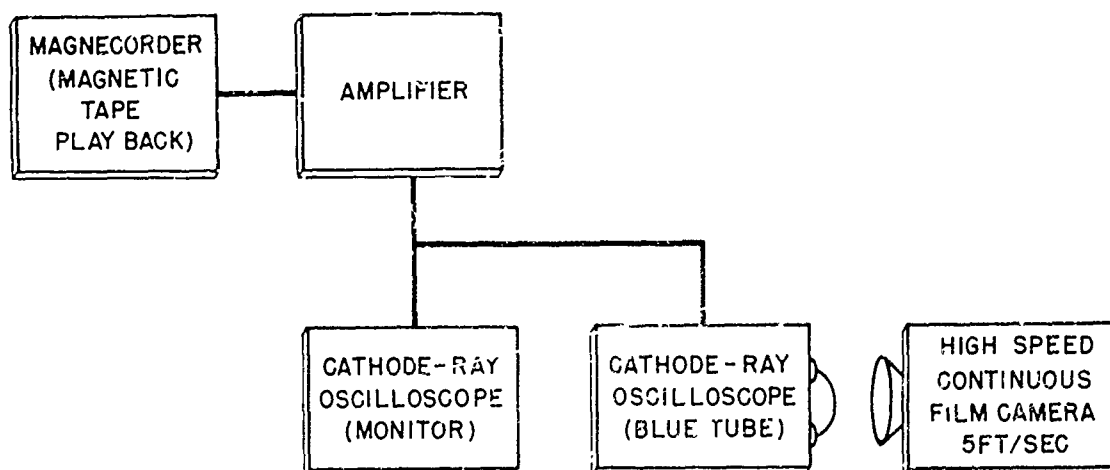 MAGNECORDER
(MAGNETIC
TAPE
PLAY BACK)
AMPLIFIER
CATHODE-RAY
OSCILLOSCOPE
(MONITOR)
CATHODE-RAY
OSCILLOSCOPE
(BLUE TUBE)
HIGH SPEED
CONTINUOUS
FILM CAMERA
5FT/SEC